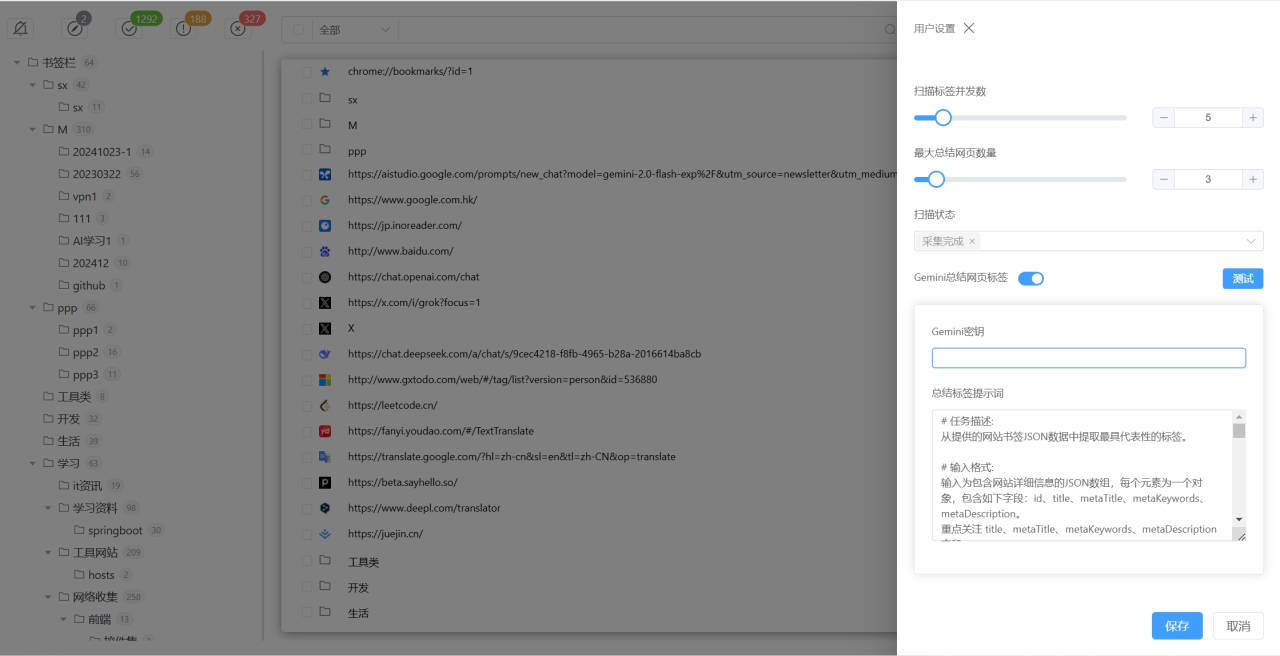 2
1292
188
327
全部
书签栏 64
sx 42
sx 11
M 310
20241023-1 14
20230322 56
vpn1 2
111 3
AI学习1 1
202412 10
github 1
ppp 66
ppp1 2
ppp2 16
ppp3 11
工具类 8
开发 32
生活 39
学习 63
it资讯 19
学习资料 98
springboot 30
工具网站 209
hosts 2
网络收集 258
前端 13
chrome://bookmarks/?id=1
sx
M
ppp
https://aistudio.google.com/prompts/new_chat?model=gemini-2.0-flash-exp%2F&utm_source=newsletter&utm_medium
https://www.google.com.hk/
https://jp.inoreader.com/
http://www.baidu.com/
https://chat.openai.com/chat
https://x.com/i/grok?focus=1
X
https://chat.deepseek.com/a/chat/s/9cec4218-f8fb-4965-b28a-2016614ba8cb
http://www.gxtodo.com/web/#/tag/list?version=person&id=536880
https://leetcode.cn/
https://fanyi.youdao.com/#/TextTranslate
https://translate.google.com/?hl=zh-cn&sl=en&tl=zh-CN&op=translate
https://beta.sayhello.so/
https://www.deepl.com/translator
https://juejin.cn/
工具类
开发
生活
用户设置
扫描标签并发数
5
最大总结网页数量
3
扫描状态
采集完成
Gemini总结网页标签
测试
Gemini密钥
总结标签提示词
# 任务描述:
从提供的网站书签JSON数据中提取最具代表性的标签。
# 输入格式:
输入为包含网站详细信息的JSON数组，每个元素为一个对
象，包含如下字段：id、title、metaTitle、metaKeywords、
metaDescription。
重点关注 title、metaTitle、metaKeywords、metaDescription
保存
取消